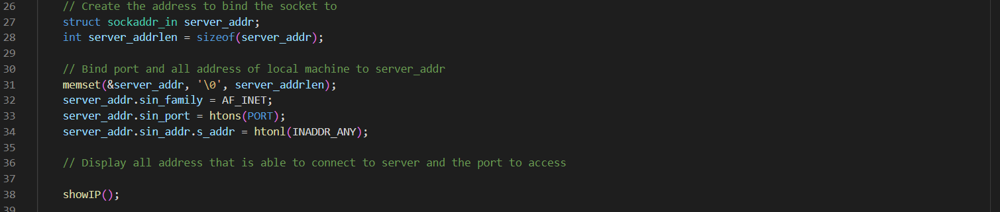 26 // Create the address to bind the socket to
27 struct sockaddr_in server_addr;
28 int server_addrlen = sizeof(server_addr);
29
30 // Bind port and all address of local machine to server_addr
31 memset(&server_addr, '\0', server_addrlen);
32 server_addr.sin_family = AF_INET;
33 server_addr.sin_port = htons(PORT);
34 server_addr.sin_addr.s_addr = htonl(INADDR_ANY);
35
36 // Display all address that is able to connect to server and the port to access
37
38 showIP();
39